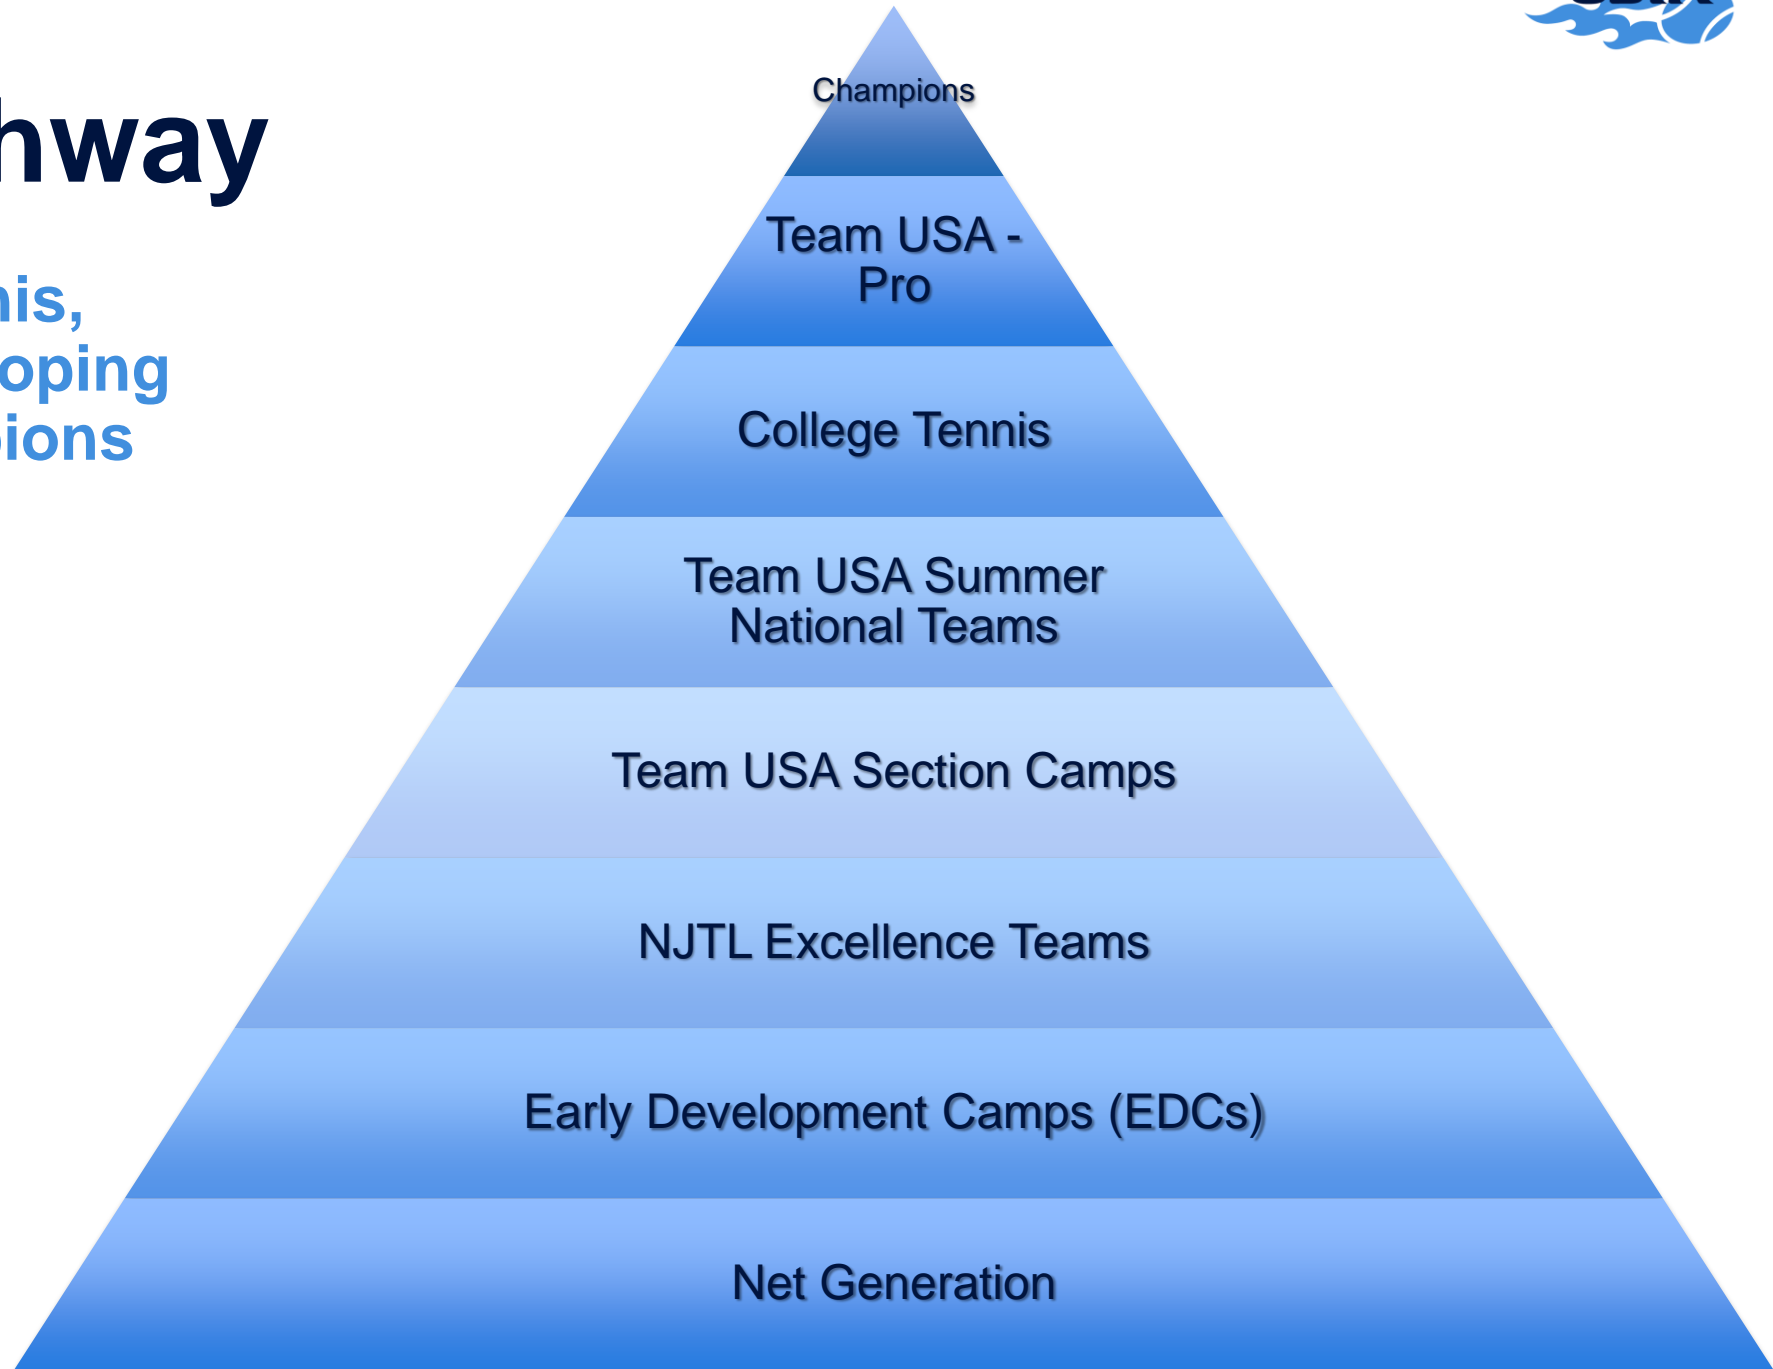 hway
nis,
oping
pions
Champions
Team USA -
Pro
College Tennis
Team USA Summer
National Teams
Team USA Section Camps
NJTL Excellence Teams
Early Development Camps (EDCs)
Net Generation